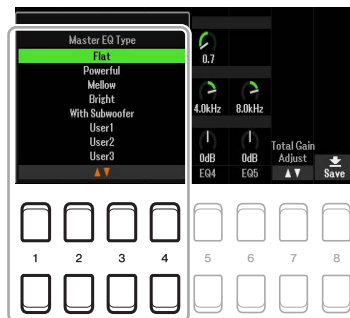 Master EQ Type
Flat
Powerful
Mellow
Bright
With Subwoofer
User1
User2
User3
0.7
4.0kHz 8.0kHz
0dB 0dB
EQ4 EQ5
Total Gain
Adjust
Save
1 2 3 4 5 6 7 8